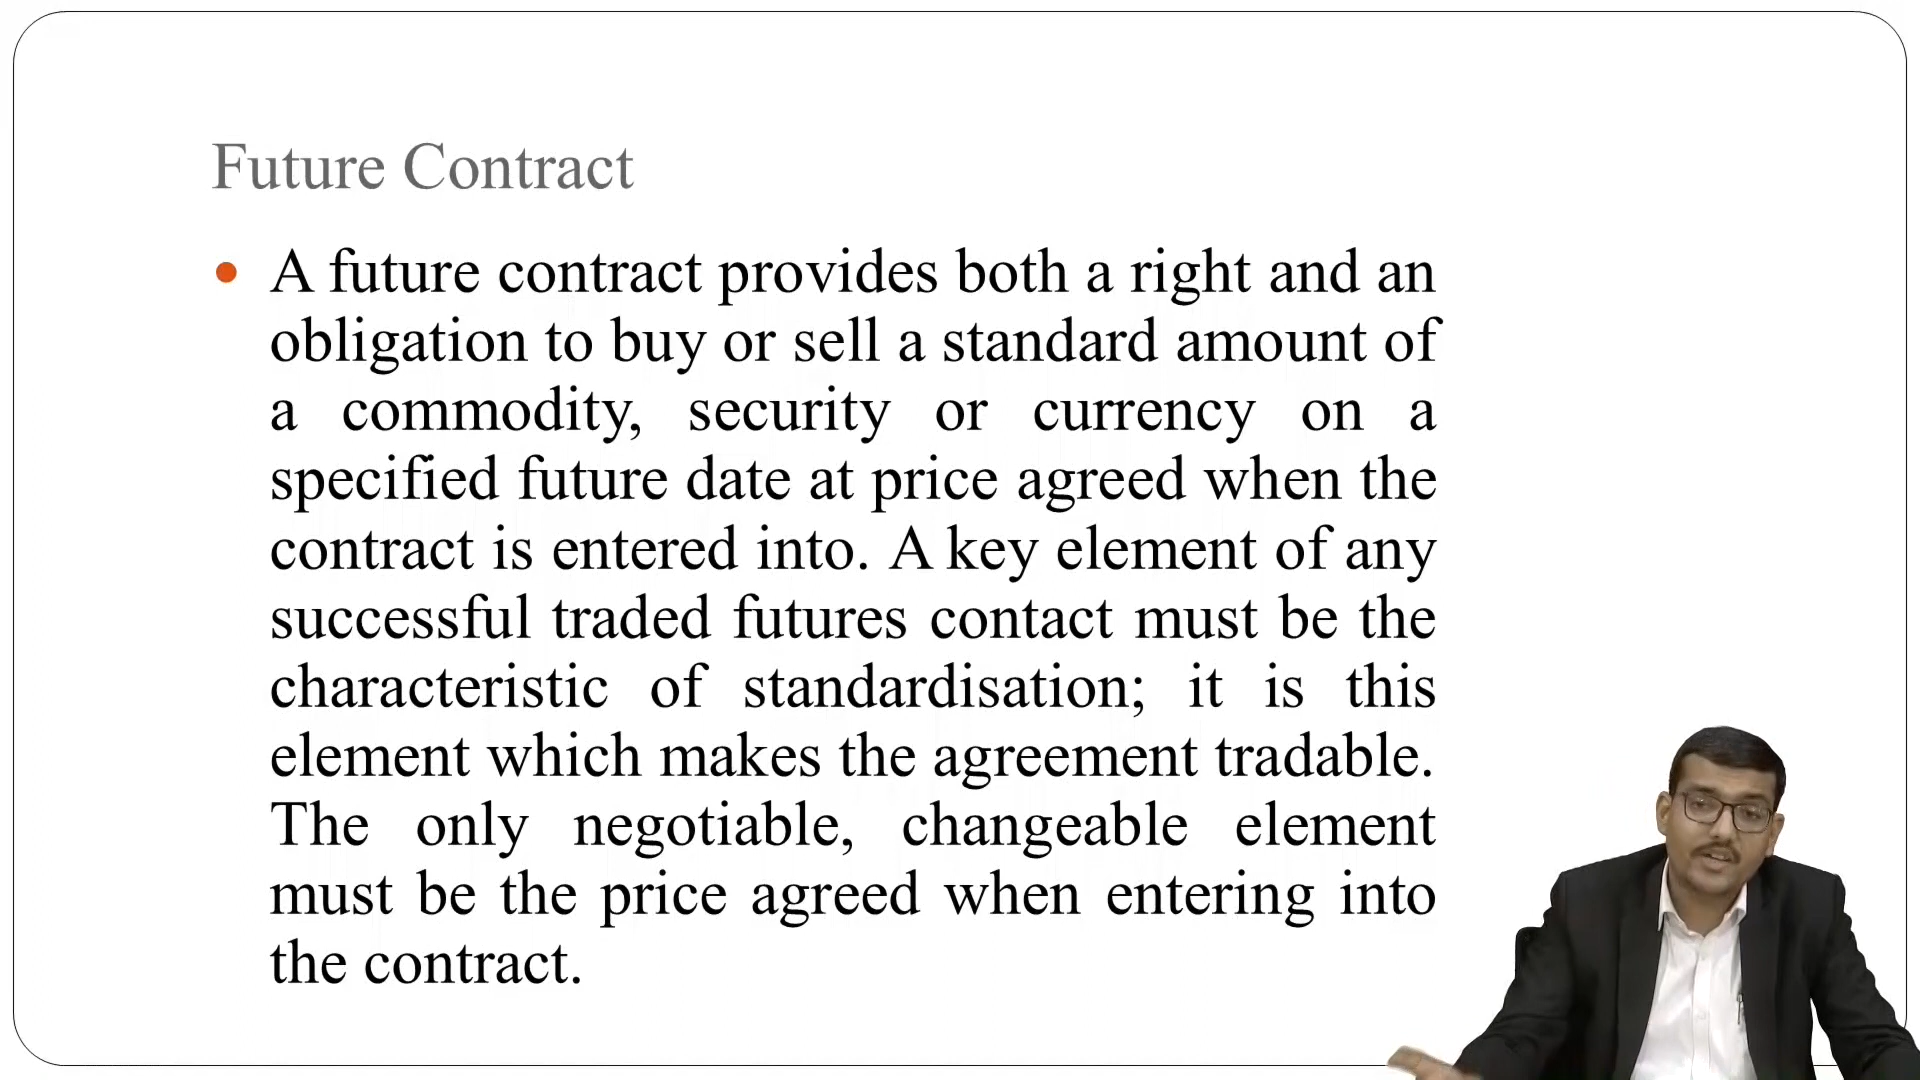 Future Contract
A future contract provides both a right and an
obligation to buy or sell a standard amount of
a commodity, security or currency on a
specified future date at price agreed when the
contract is entered into. A key element of any
successful traded futures contact must be the
characteristic of standardisation; it is this
element which makes the agreement tradable.
The only negotiable, changeable element
must be the price agreed when entering into
the contract.